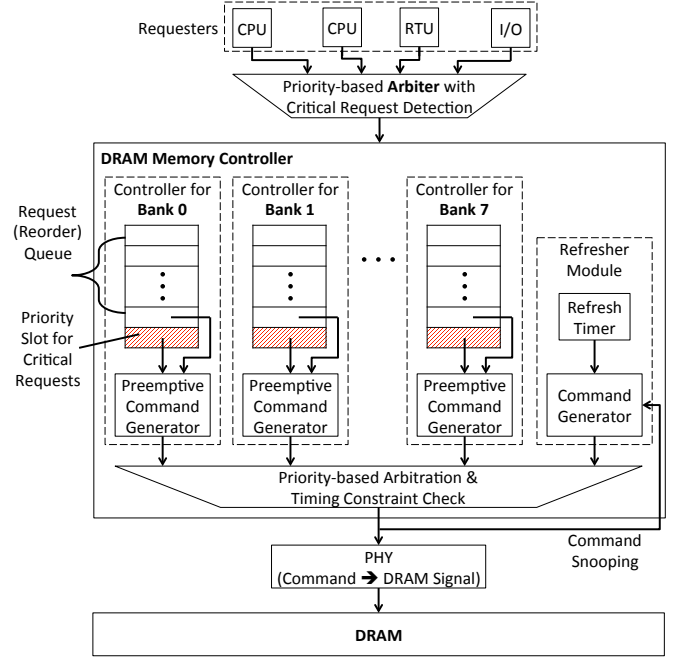 Requesters
CPU
CPU
RTU
I/O
Priority-based Arbiter with
Critical Request Detection
DRAM Memory Controller
Controller for
Bank 0
Controller for
Bank 1
Controller for
Bank 7
Request
(Reorder)
Queue
Priority
Slot for
Critical
Requests
Refresher
Module
Refresh
Timer
Preemptive
Command
Generator
Preemptive
Command
Generator
Preemptive
Command
Generator
Command
Generator
Priority-based Arbitration &
Timing Constraint Check
Command
Snooping
PHY
(Command ➔ DRAM Signal)
DRAM